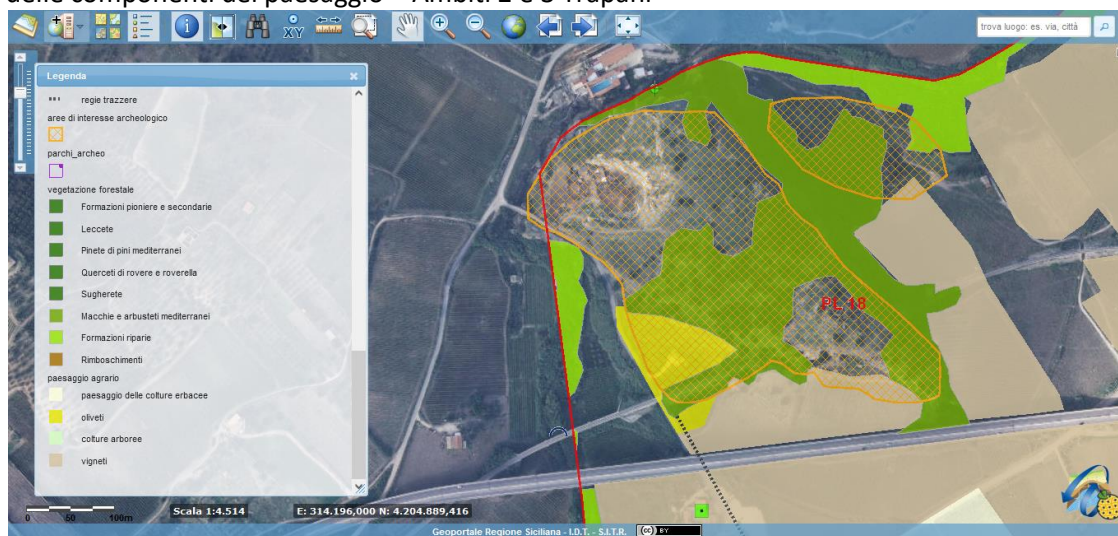 delle componenti del paesaggio – Ambiti 2 e 3 Trapani
XY
trova luogo: es. via, città
Legenda
regie trazzere
aree di interesse archeologico
parchi_archeo
vegetazione forestale
Formazioni pioniere e secondarie
Leccete
Pinete di pini mediterranei
Querceti di rovere e roverella
Sugherete
Macchie e arbusteti mediterranei
Formazioni riparie
Rimboschimenti
paesaggio agrario
paesaggio delle colture erbacee
oliveti
colture arboree
vigneti
PL 18
0 50 100m
Scala 1:4.514
E: 314.196,000 N: 4.204.889,416
Geoportale Regione Siciliana - I.D.T. - S.I.T.R.
cc BY